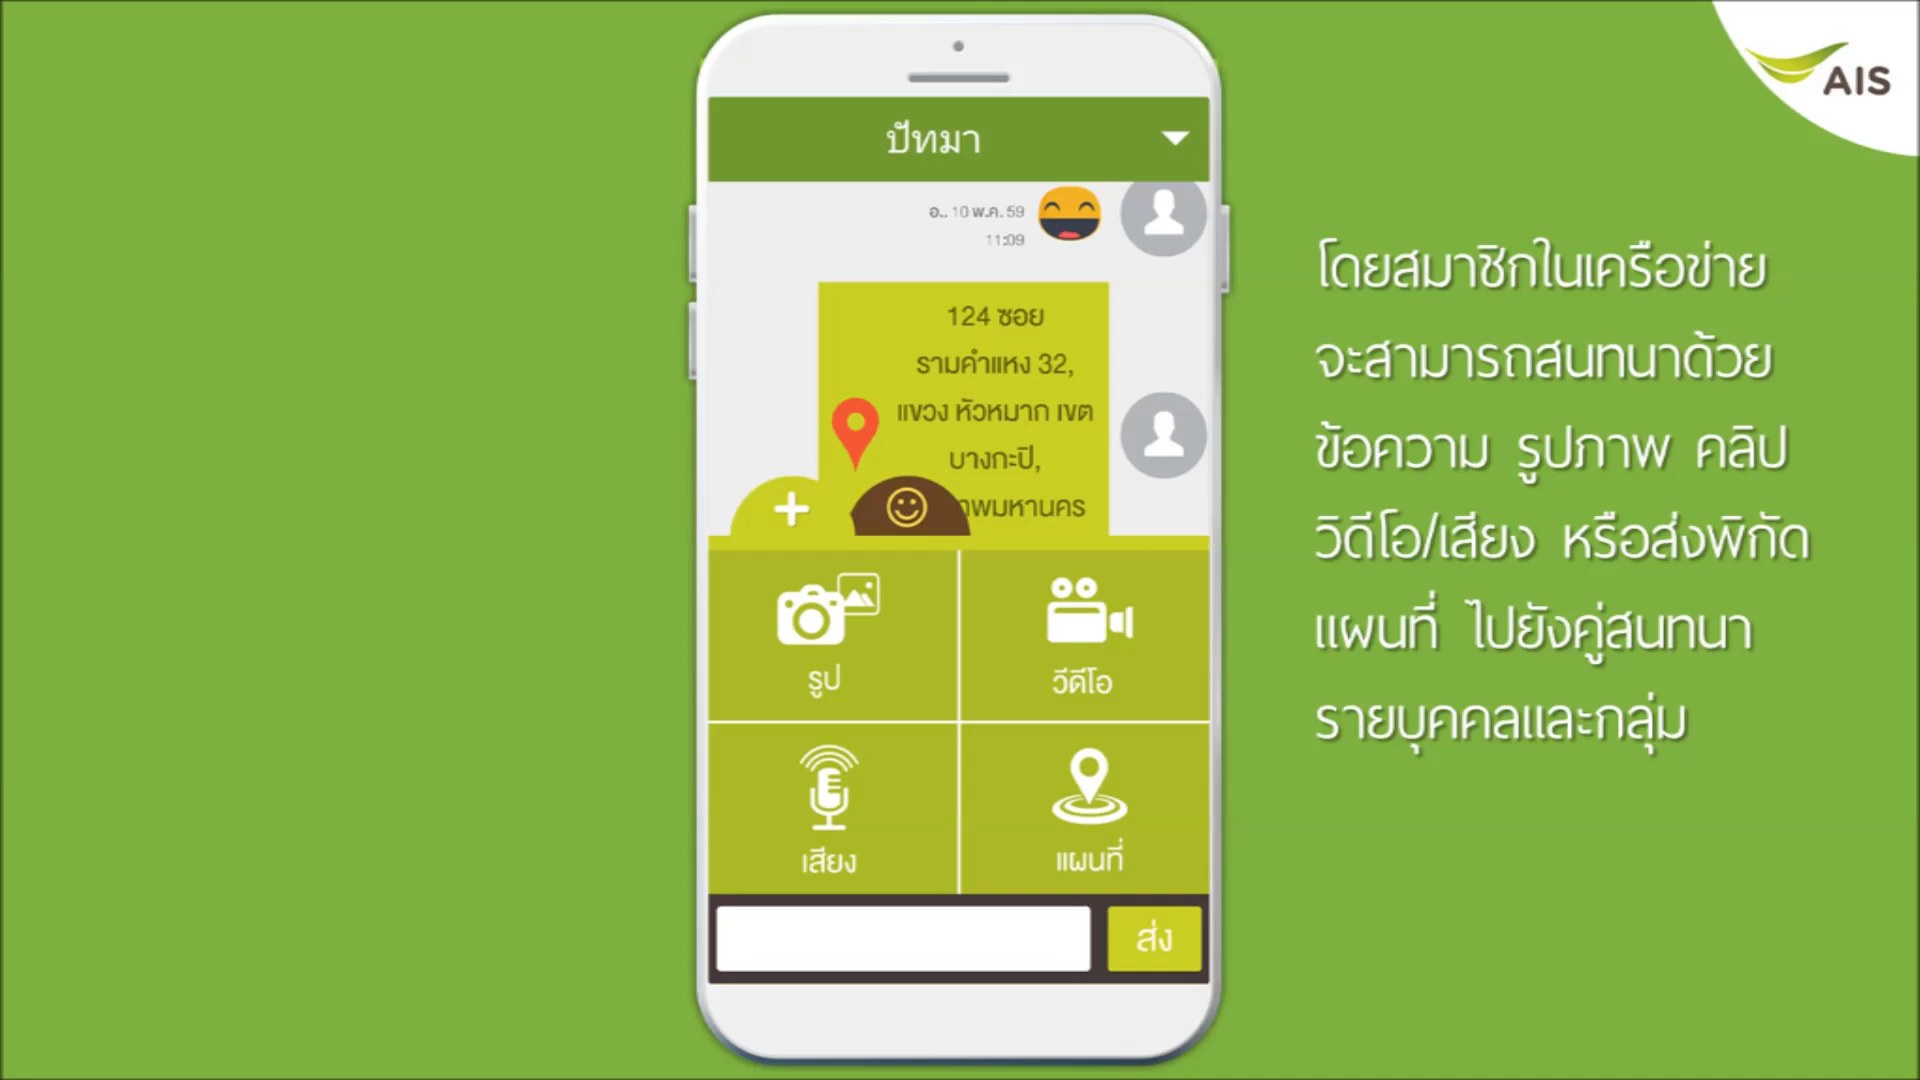 AIS
ปัทมา
อ.. 10 พ.ค. 59
11:09
124 ซอย
รามคำแหง 32,
แขวง หัวหมาก เขต
บางกะปิ,
พมหานคร
รูป
วีดีโอ
เสียง
แผนที่
ส่ง
โดยสมาชิกในเครือข่าย
จะสามารถสนทนาด้วย
ข้อความ รูปภาพ คลิป
วิดีโอ/เสียง หรือส่งพิกัด
แผนที่ ไปยังคู่สนทนา
รายบุคคลและกลุ่ม